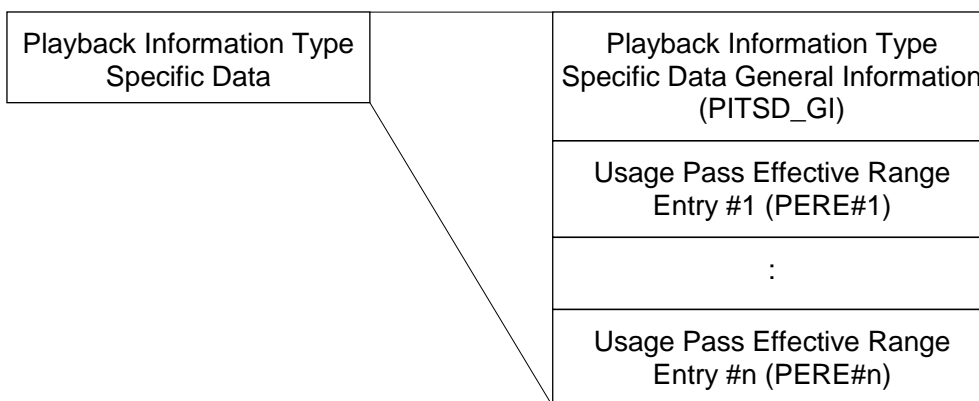 Playback Information Type
Specific Data
Playback Information Type
Specific Data General Information
(PITSD_GI)
Usage Pass Effective Range
Entry #1 (PERE#1)
:
Usage Pass Effective Range
Entry #n (PERE#n)